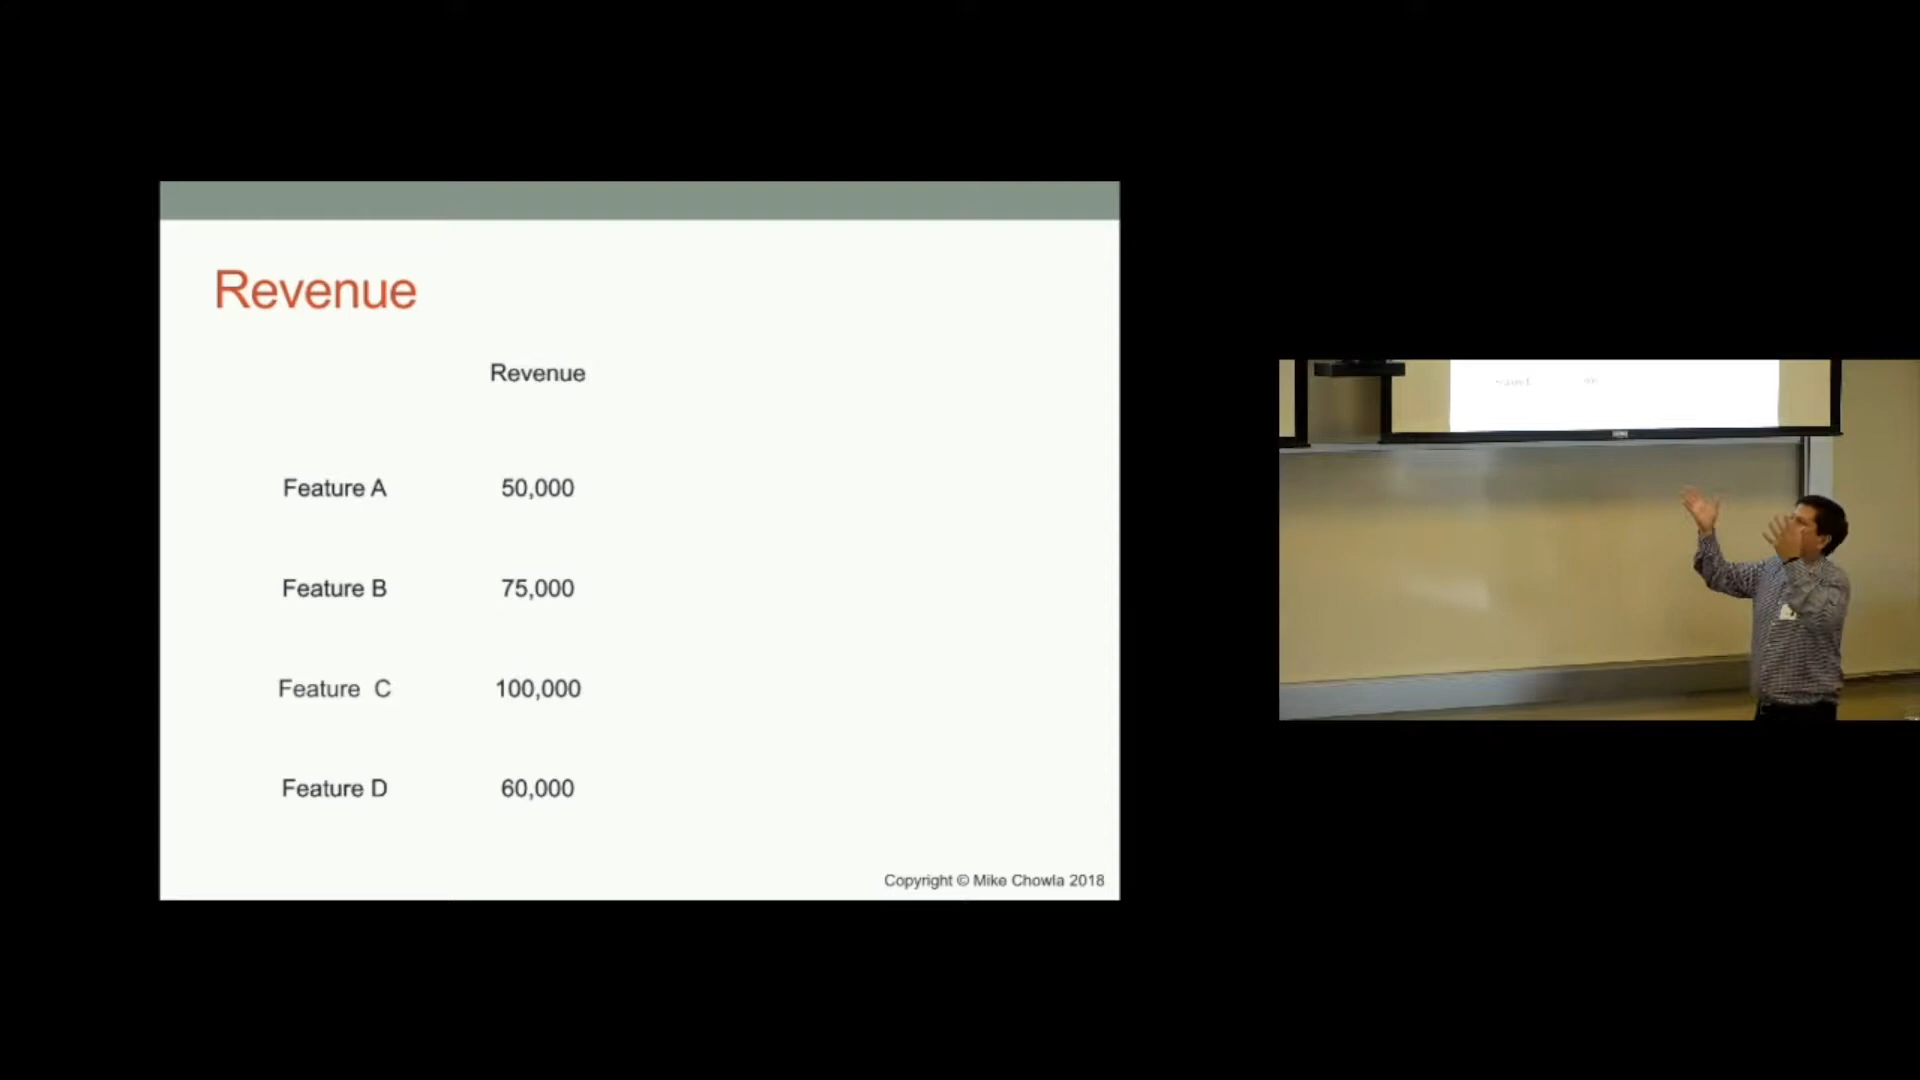 Revenue
Revenue
Feature A 50,000
Feature B 75,000
Feature  C 100,000
Feature D 60,000
Copyright © Mike Chowla 2018